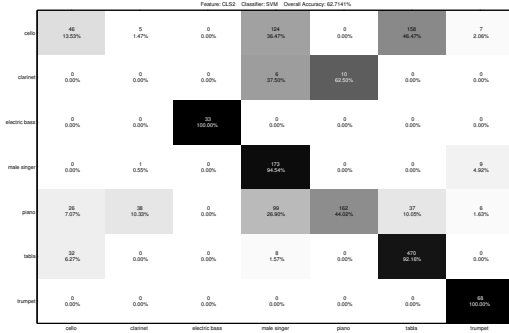 Feature: CLS2 Classifier: SVM Overall Accuracy: 62.7141%
cello 46 5 0 124 0 158 7
13.53% 1.47% 0.00% 36.47% 0.00% 46.47% 2.06%
clarinet 0 0 0 6 10 0 0
0.00% 0.00% 0.00% 37.50% 62.50% 0.00% 0.00%
electric bass 0 0 33 0 0 0 0
0.00% 0.00% 100.00% 0.00% 0.00% 0.00% 0.00%
male singer 0 1 0 173 0 0 9
0.00% 0.55% 0.00% 94.54% 0.00% 0.00% 4.92%
piano 26 38 0 99 162 37 6
7.07% 10.33% 0.00% 26.90% 44.02% 10.05% 1.63%
tabla 32 0 0 8 0 470 0
6.27% 0.00% 0.00% 1.57% 0.00% 92.16% 0.00%
trumpet 0 0 0 0 0 0 68
0.00% 0.00% 0.00% 0.00% 0.00% 0.00% 100.00%
cello clarinet electric bass male singer piano tabla trumpet